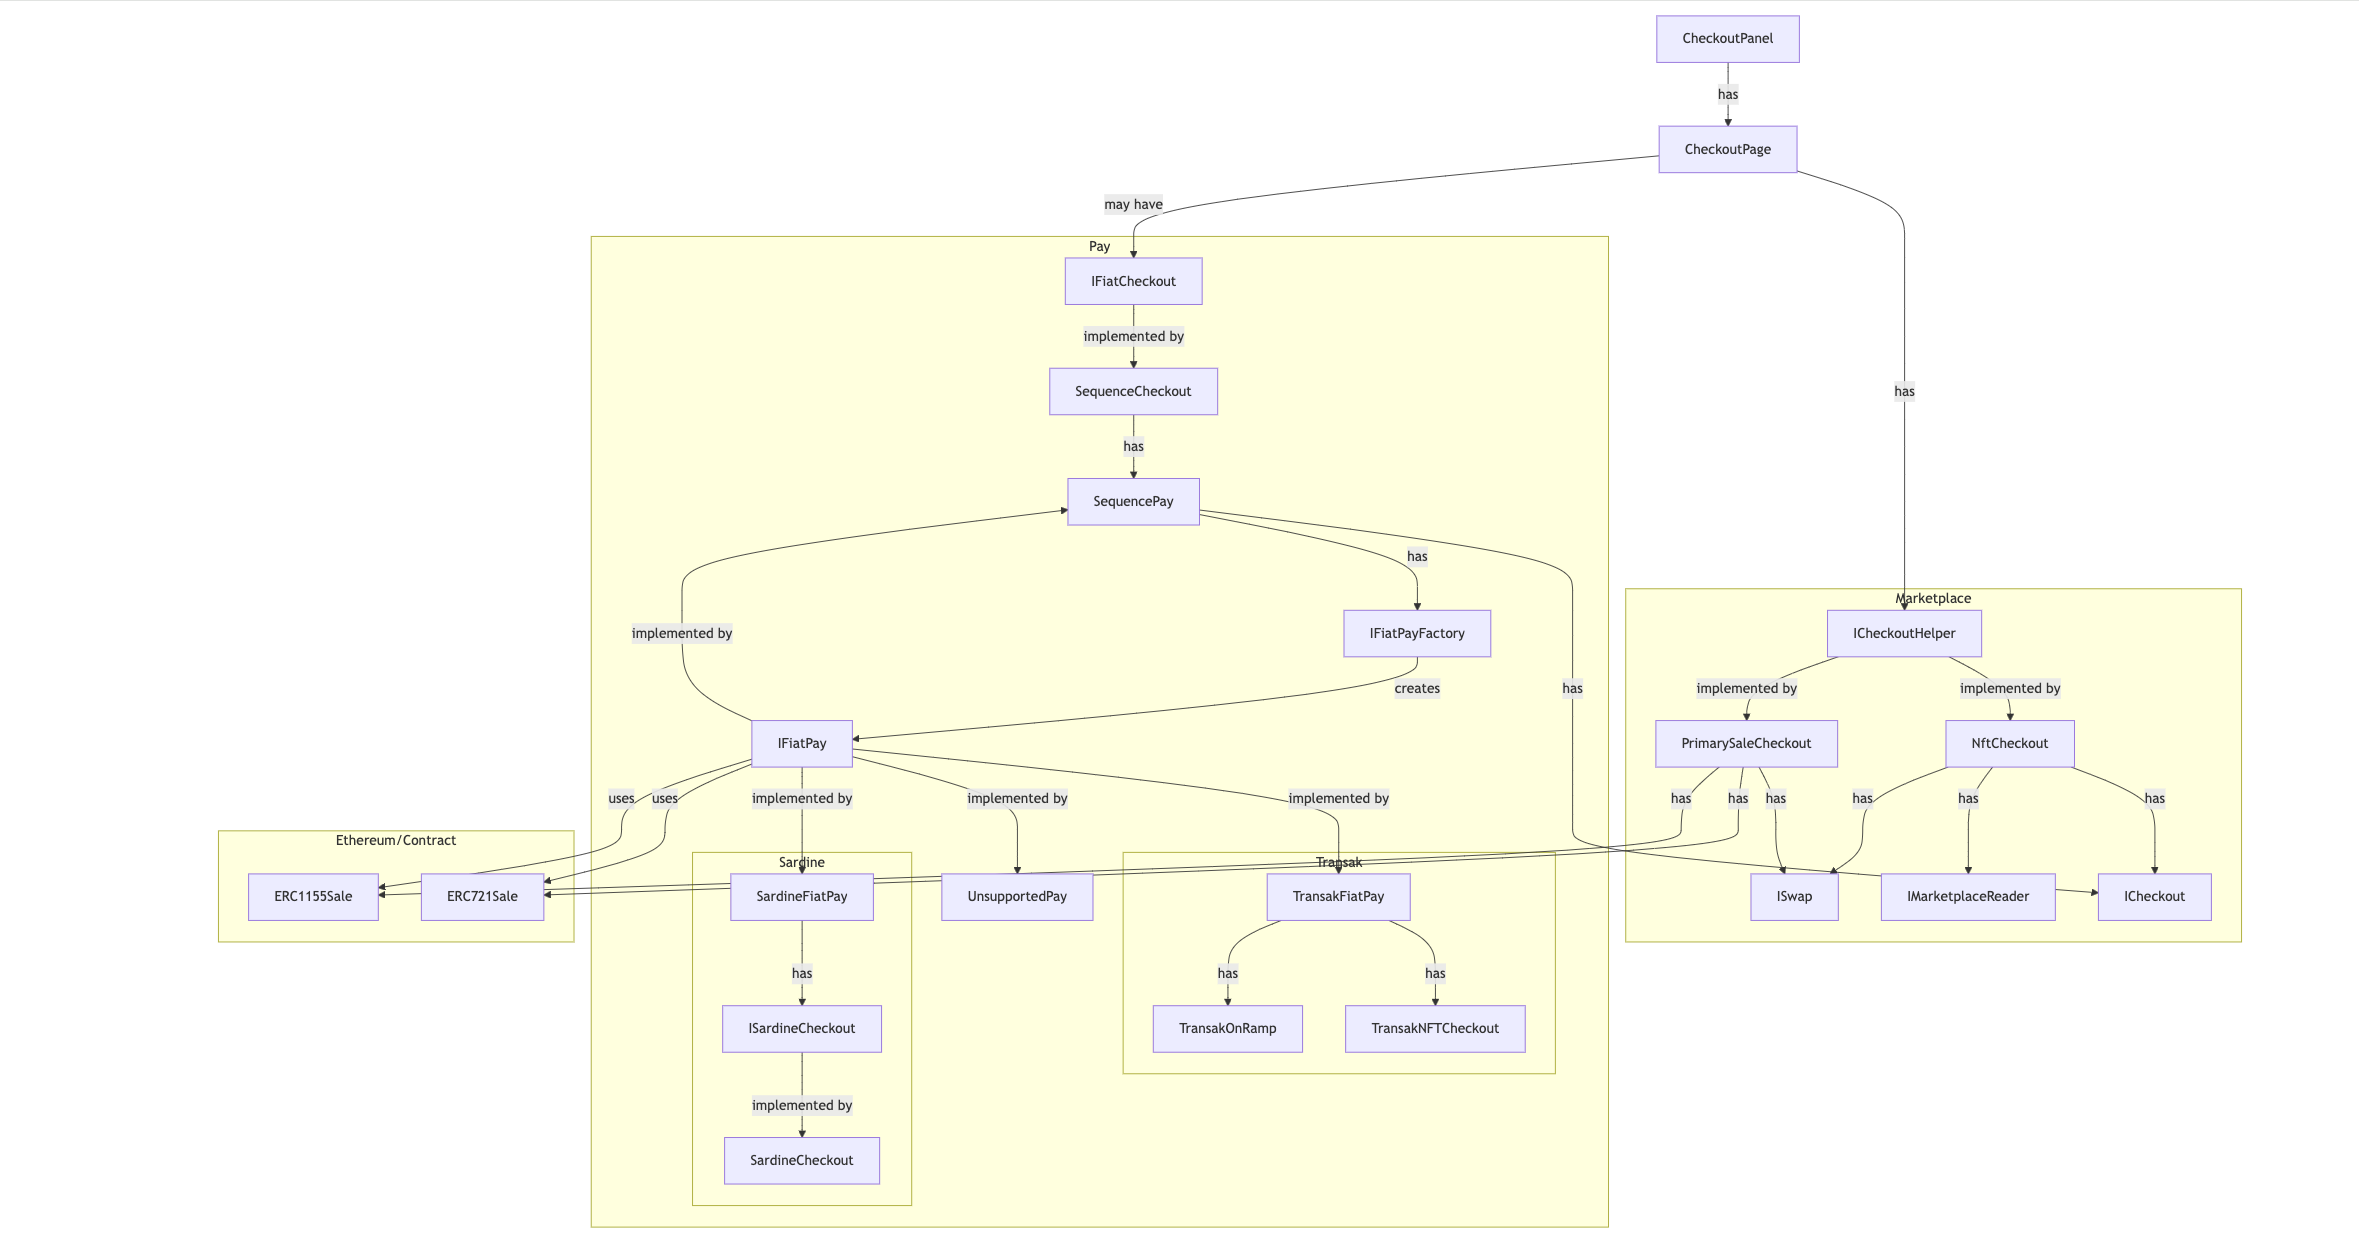 CheckoutPanel
has
CheckoutPage
may have
Pay
IFiatCheckout
implemented by
SequenceCheckout
has
has
SequencePay
has
Marketplace
implemented by
IFiatPayFactory
ICheckoutHelper
creates
has
implemented by
implemented by
IFiatPay
PrimarySaleCheckout
NftCheckout
uses
uses
implemented by
implemented by
implemented by
has
has
has
has
has
has
Ethereum/Contract
Sardine
Transak
ERC1155Sale
ERC721Sale
SardineFiatPay
UnsupportedPay
TransakFiatPay
ISwap
IMarketplaceReader
ICheckout
has
has
has
ISardineCheckout
TransakOnRamp
TransakNFTCheckout
implemented by
SardineCheckout